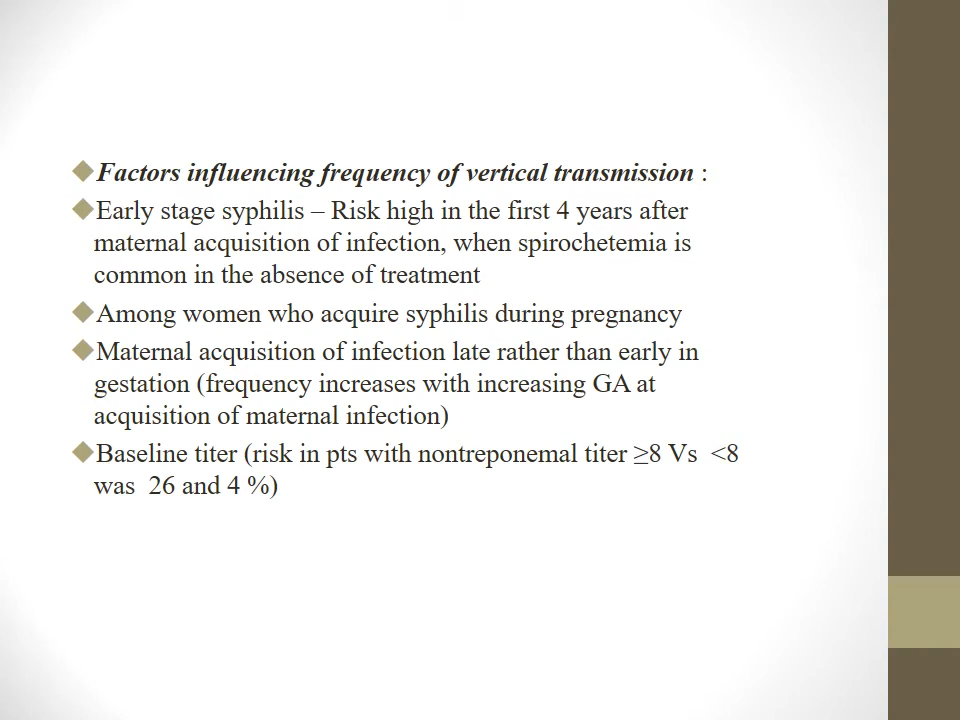 Factors influencing frequency of vertical transmission :
Early stage syphilis – Risk high in the first 4 years after
maternal acquisition of infection, when spirochetemia is
common in the absence of treatment
Among women who acquire syphilis during pregnancy
Maternal acquisition of infection late rather than early in
gestation (frequency increases with increasing GA at
acquisition of maternal infection)
Baseline titer (risk in pts with nontreponemal titer ≥8 Vs  <8
was  26 and 4 %)